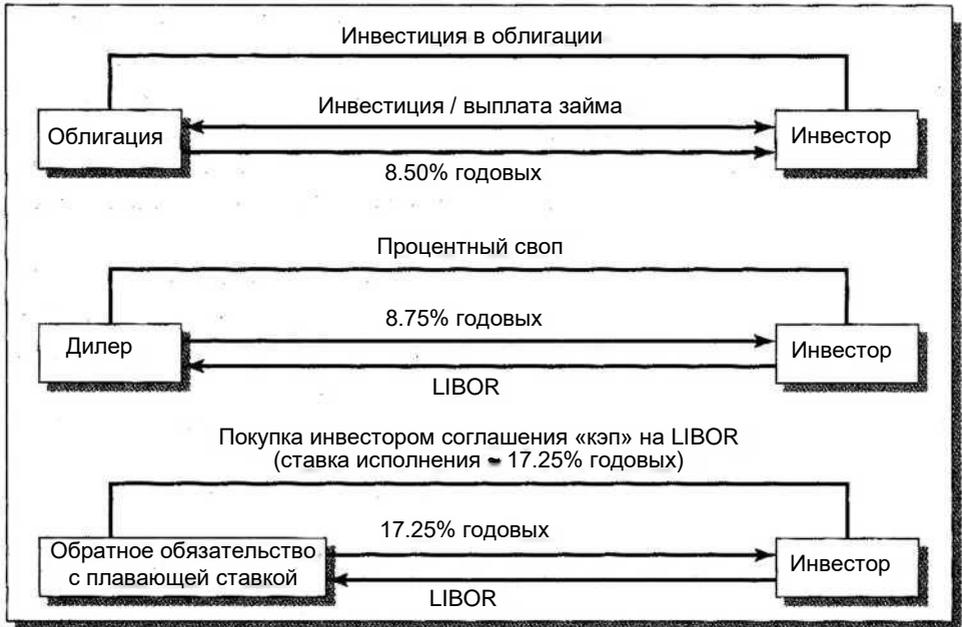 Инвестиция в облигации
Инвестиция / выплата займа
Облигация
Инвестор
8.50% годовых
Процентный своп
8.75% годовых
Дилер
Инвестор
LIBOR
Покупка инвестором соглашения «кэп» на LIBOR
(ставка исполнения ~ 17.25% годовых)
17.25% годовых
Обратное обязательство
с плавающей ставкой
Инвестор
LIBOR